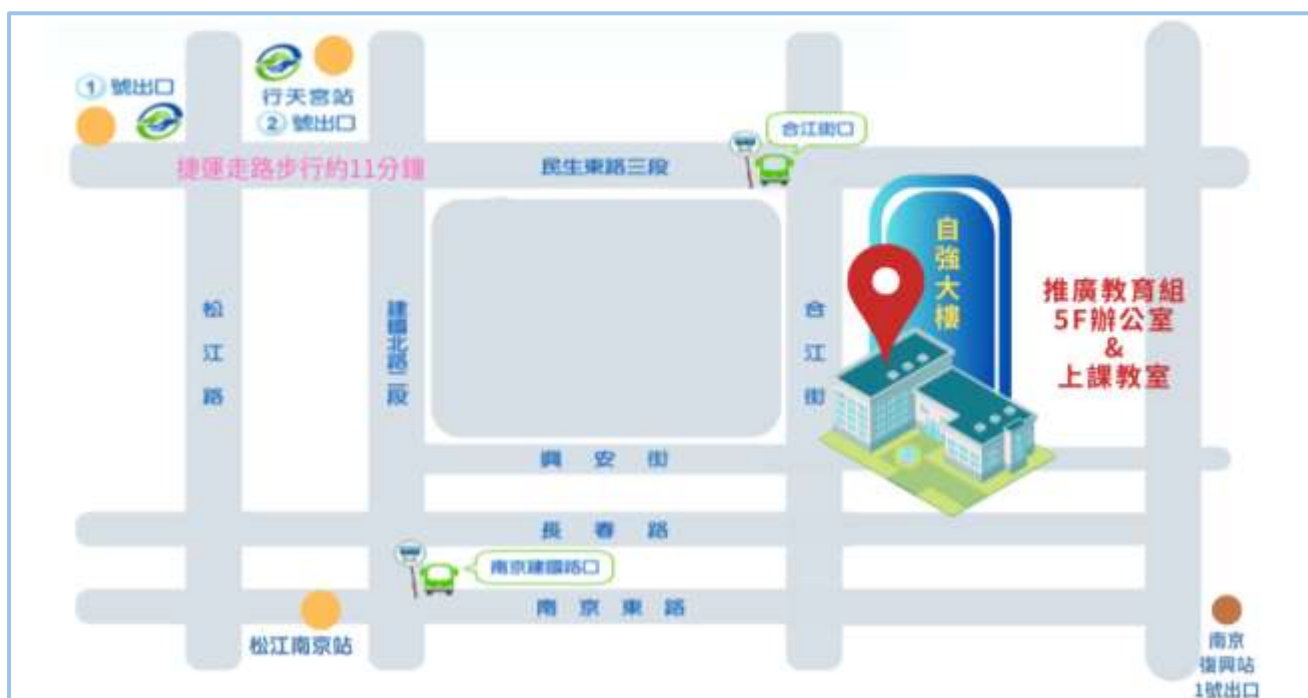 ① 號出口
行天宮站
② 號出口
合江街口
捷運走路步行約11分鐘
民生東路三段
自強大樓
推廣教育組
5F辦公室
&
上課教室
松江路
建國北路二段
合江街
興安街
長春路
南京建國路口
南京東路
松江南京站
南京
復興站
1號出口